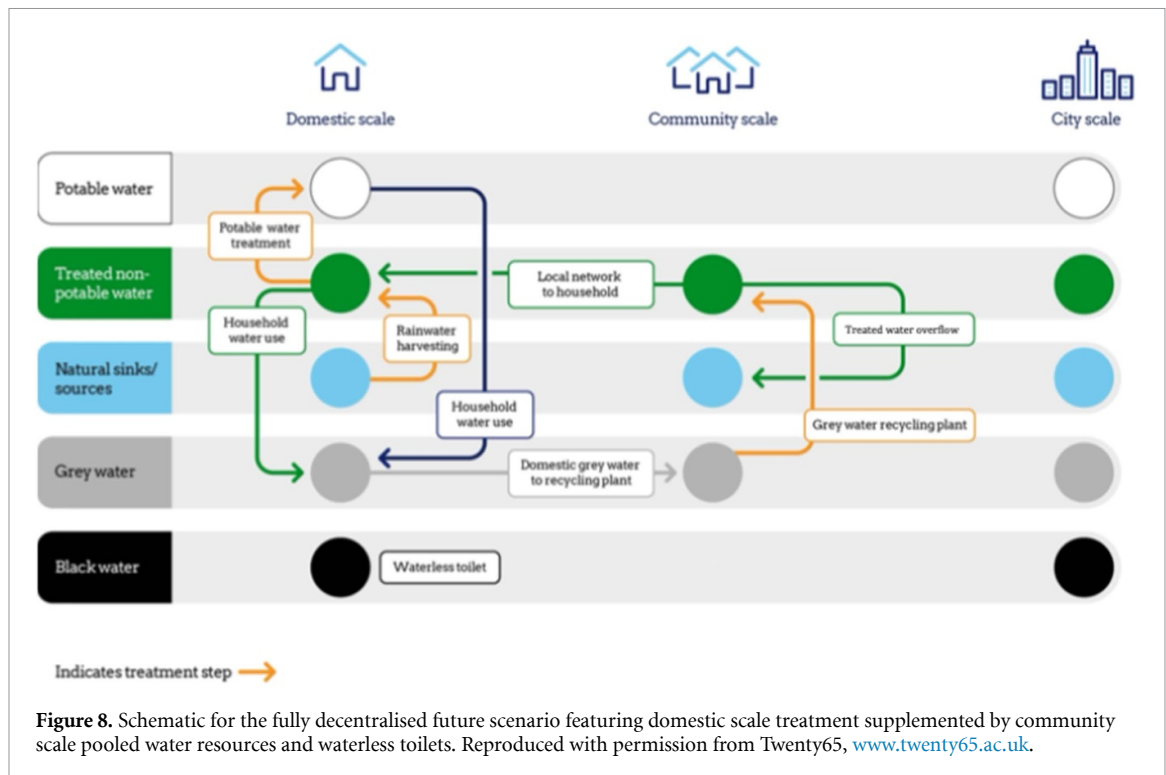 Domestic scale
Community scale
City scale
Potable water
Potable water
treatment
Treated non-
potable water
Local network
to household
Household
water use
Rainwater
harvesting
Treated water overflow
Natural sinks/
sources
Household
water use
Grey water recycling plant
Grey water
Domestic grey water
to recycling plant
Black water
Waterless toilet
Indicates treatment step
Figure 8. Schematic for the fully decentralised future scenario featuring domestic scale treatment supplemented by community
scale pooled water resources and waterless toilets. Reproduced with permission from Twenty65, www.twenty65.ac.uk.